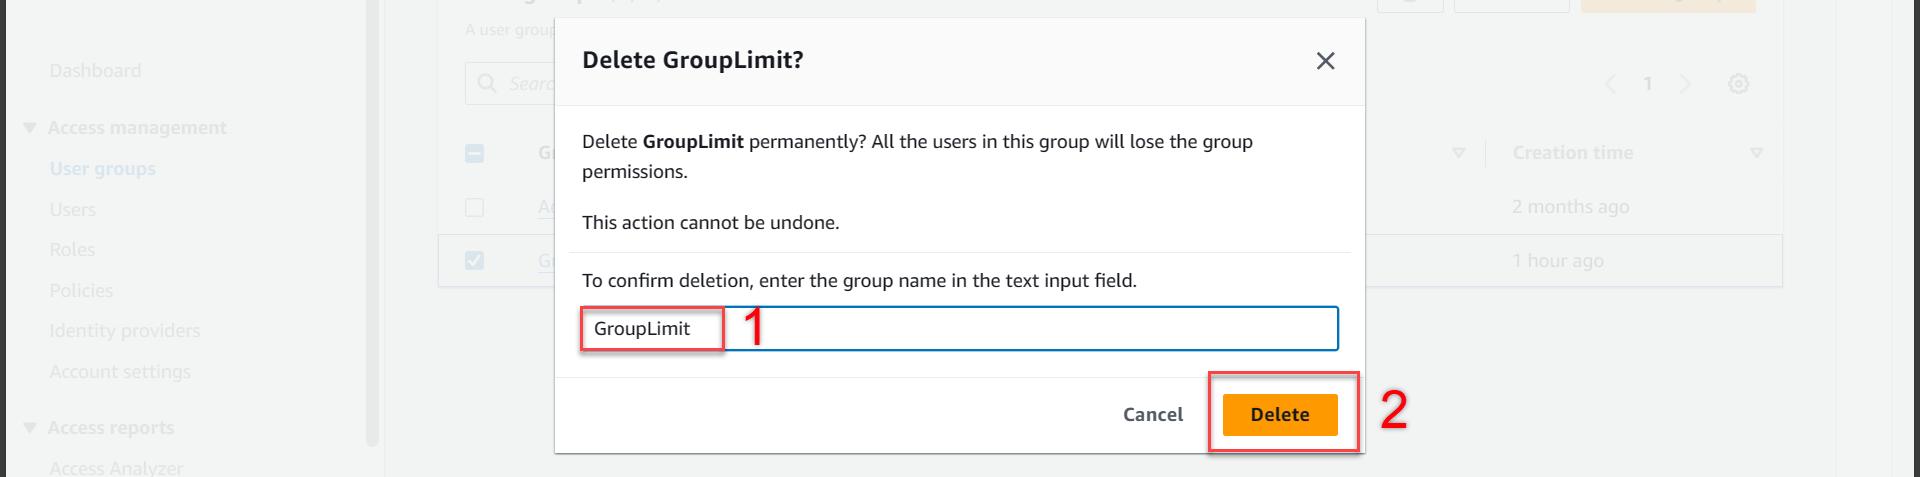 Delete GroupLimit?
Dashboard
A user group
Searc
1
Access management
Delete GroupLimit permanently? All the users in this group will lose the group
permissions.
Creation time
User groups
Users
2 months ago
This action cannot be undone.
Roles
1 hour ago
To confirm deletion, enter the group name in the text input field.
Policies
Identity providers
GroupLimit
1
Account settings
Cancel
Delete
2
Access reports
Access Analyzer